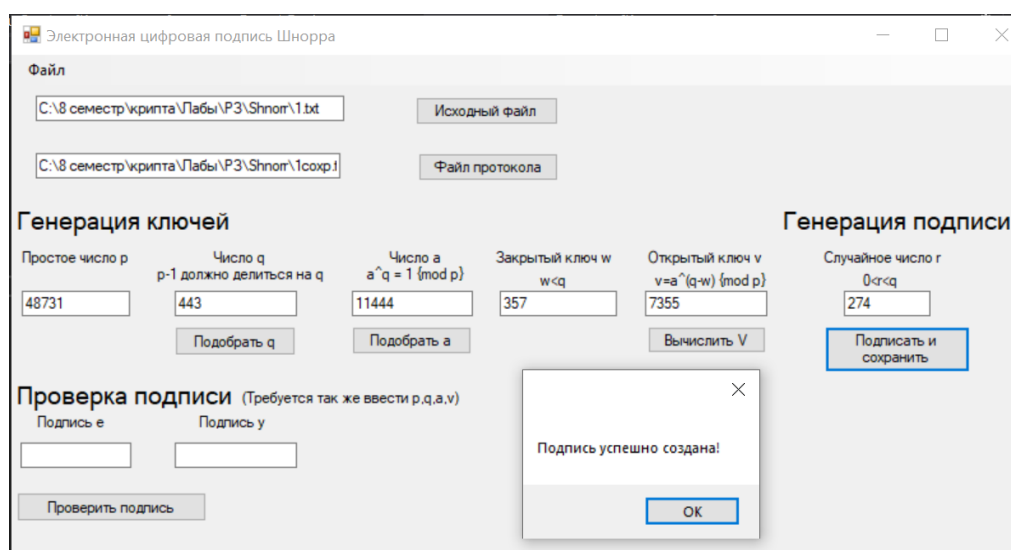 Электронная цифровая подпись Шнорра
Файл
C:\8 семестр\крипта\Лабы\РЗ\Shnorr\1.txt
Исходный файл
C:\8 семестр\крипта\Лабы\РЗ\Shnorr\1сохр.t
Файл протокола
Генерация ключей
Генерация подписи
Простое число p
Число q
p-1 должно делиться на q
Число a
a^q = 1 {mod p}
Закрытый ключ w
w<q
Открытый ключ v
v=a^(q-w) {mod p}
Случайное число r
0<r<q
48731
443
11444
357
7355
274
Подобрать q
Подобрать a
Вычислить V
Подписать и
сохранить
Проверка подписи (Требуется так же ввести p,q,a,v)
Подпись e
Подпись y
Проверить подпись
Подпись успешно создана!
OK